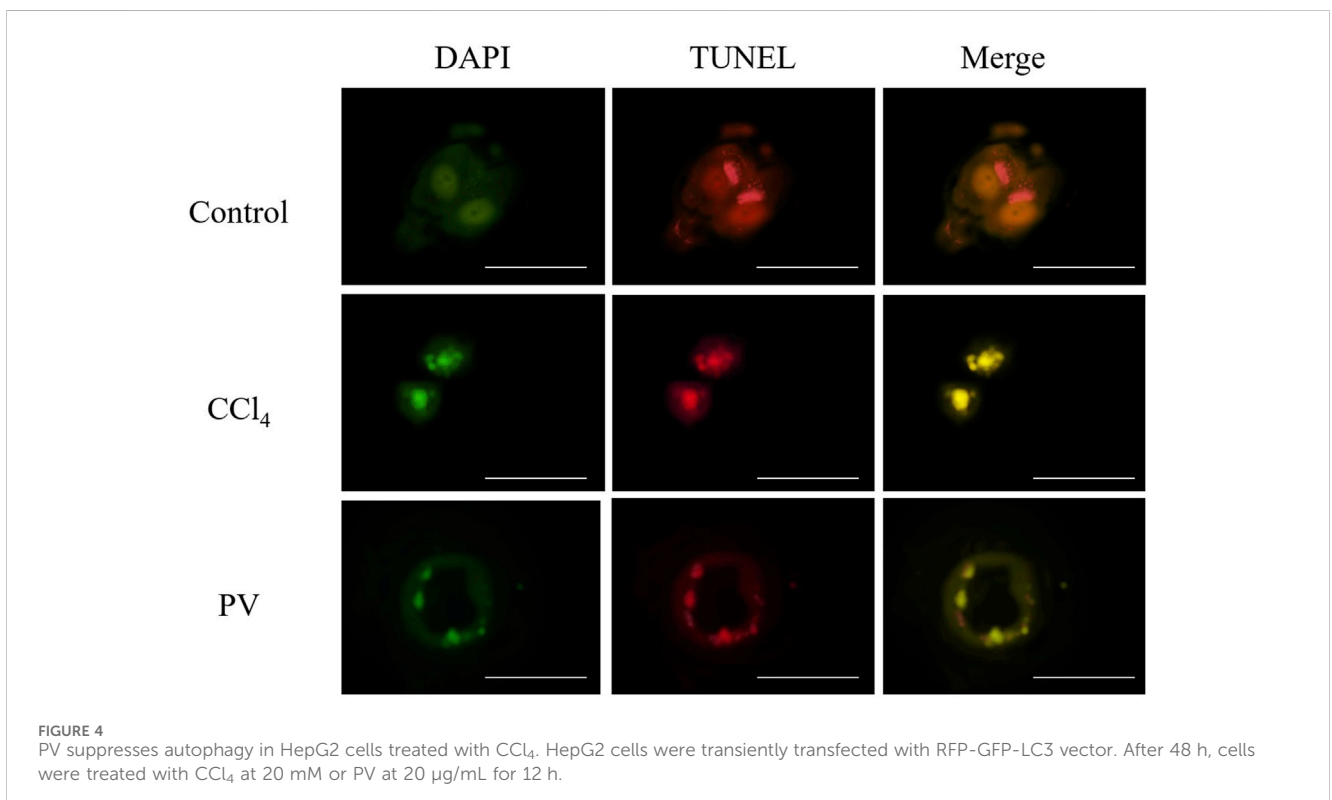 DAPI TUNEL Merge
Control
CCl₄
PV
FIGURE 4
PV suppresses autophagy in HepG2 cells treated with CCl₄. HepG2 cells were transiently transfected with RFP-GFP-LC3 vector. After 48 h, cells
were treated with CCl₄ at 20 mM or PV at 20 µg/mL for 12 h.